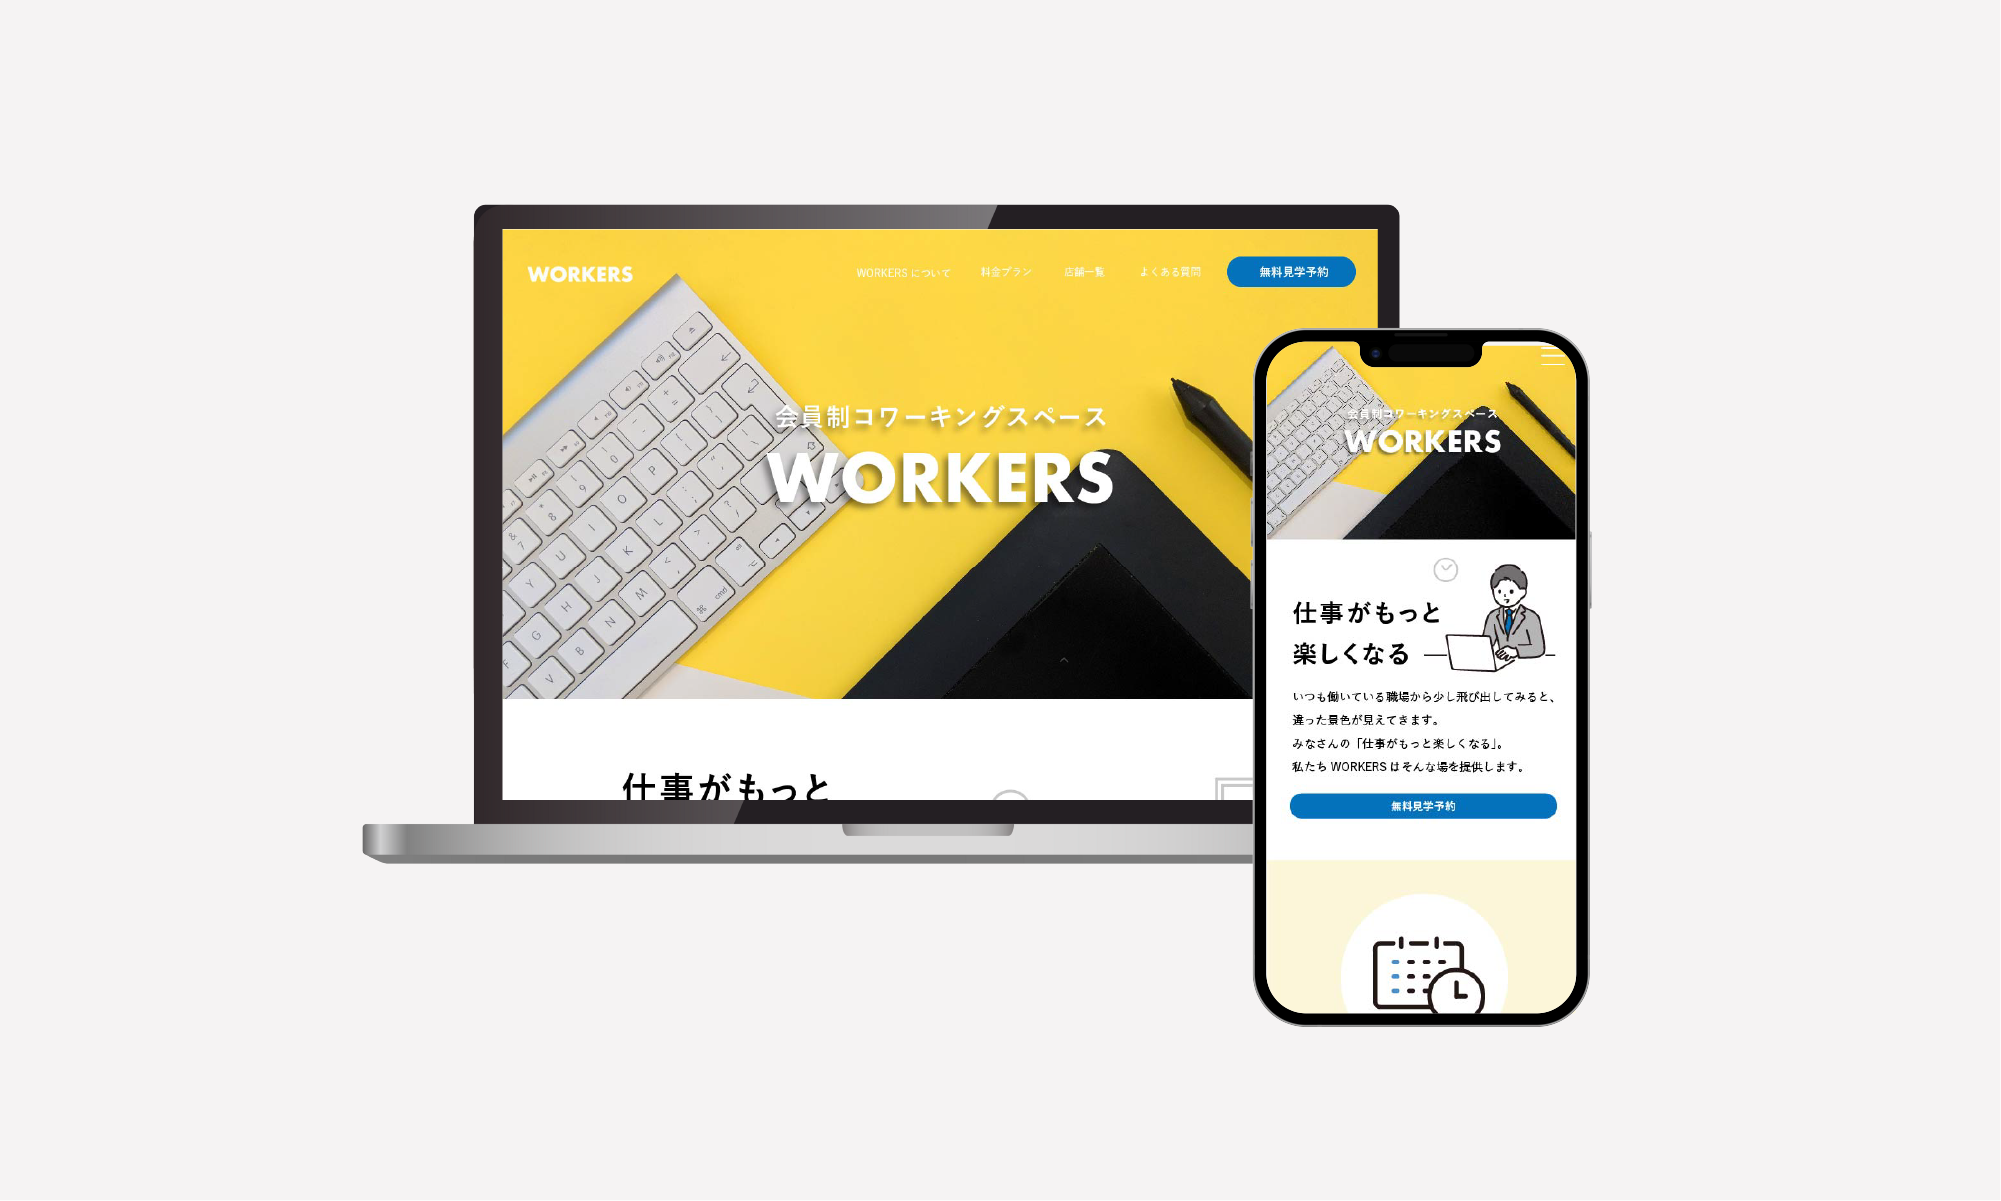 WORKERS
WORKERS について
料金プラン
店舗一覧
よくある質問
無料見学予約
会員制コワーキングスペース
WORKERS
仕事がもっと
会員制コワーキングスペース
WORKERS
仕事がもっと
楽しくなる
いつも働いている職場から少し飛び出してみると、
違った景色が見えてきます。
みなさんの「仕事がもっと楽しくなる」。
私たち WORKERS はそんな場を提供します。
無料見学予約